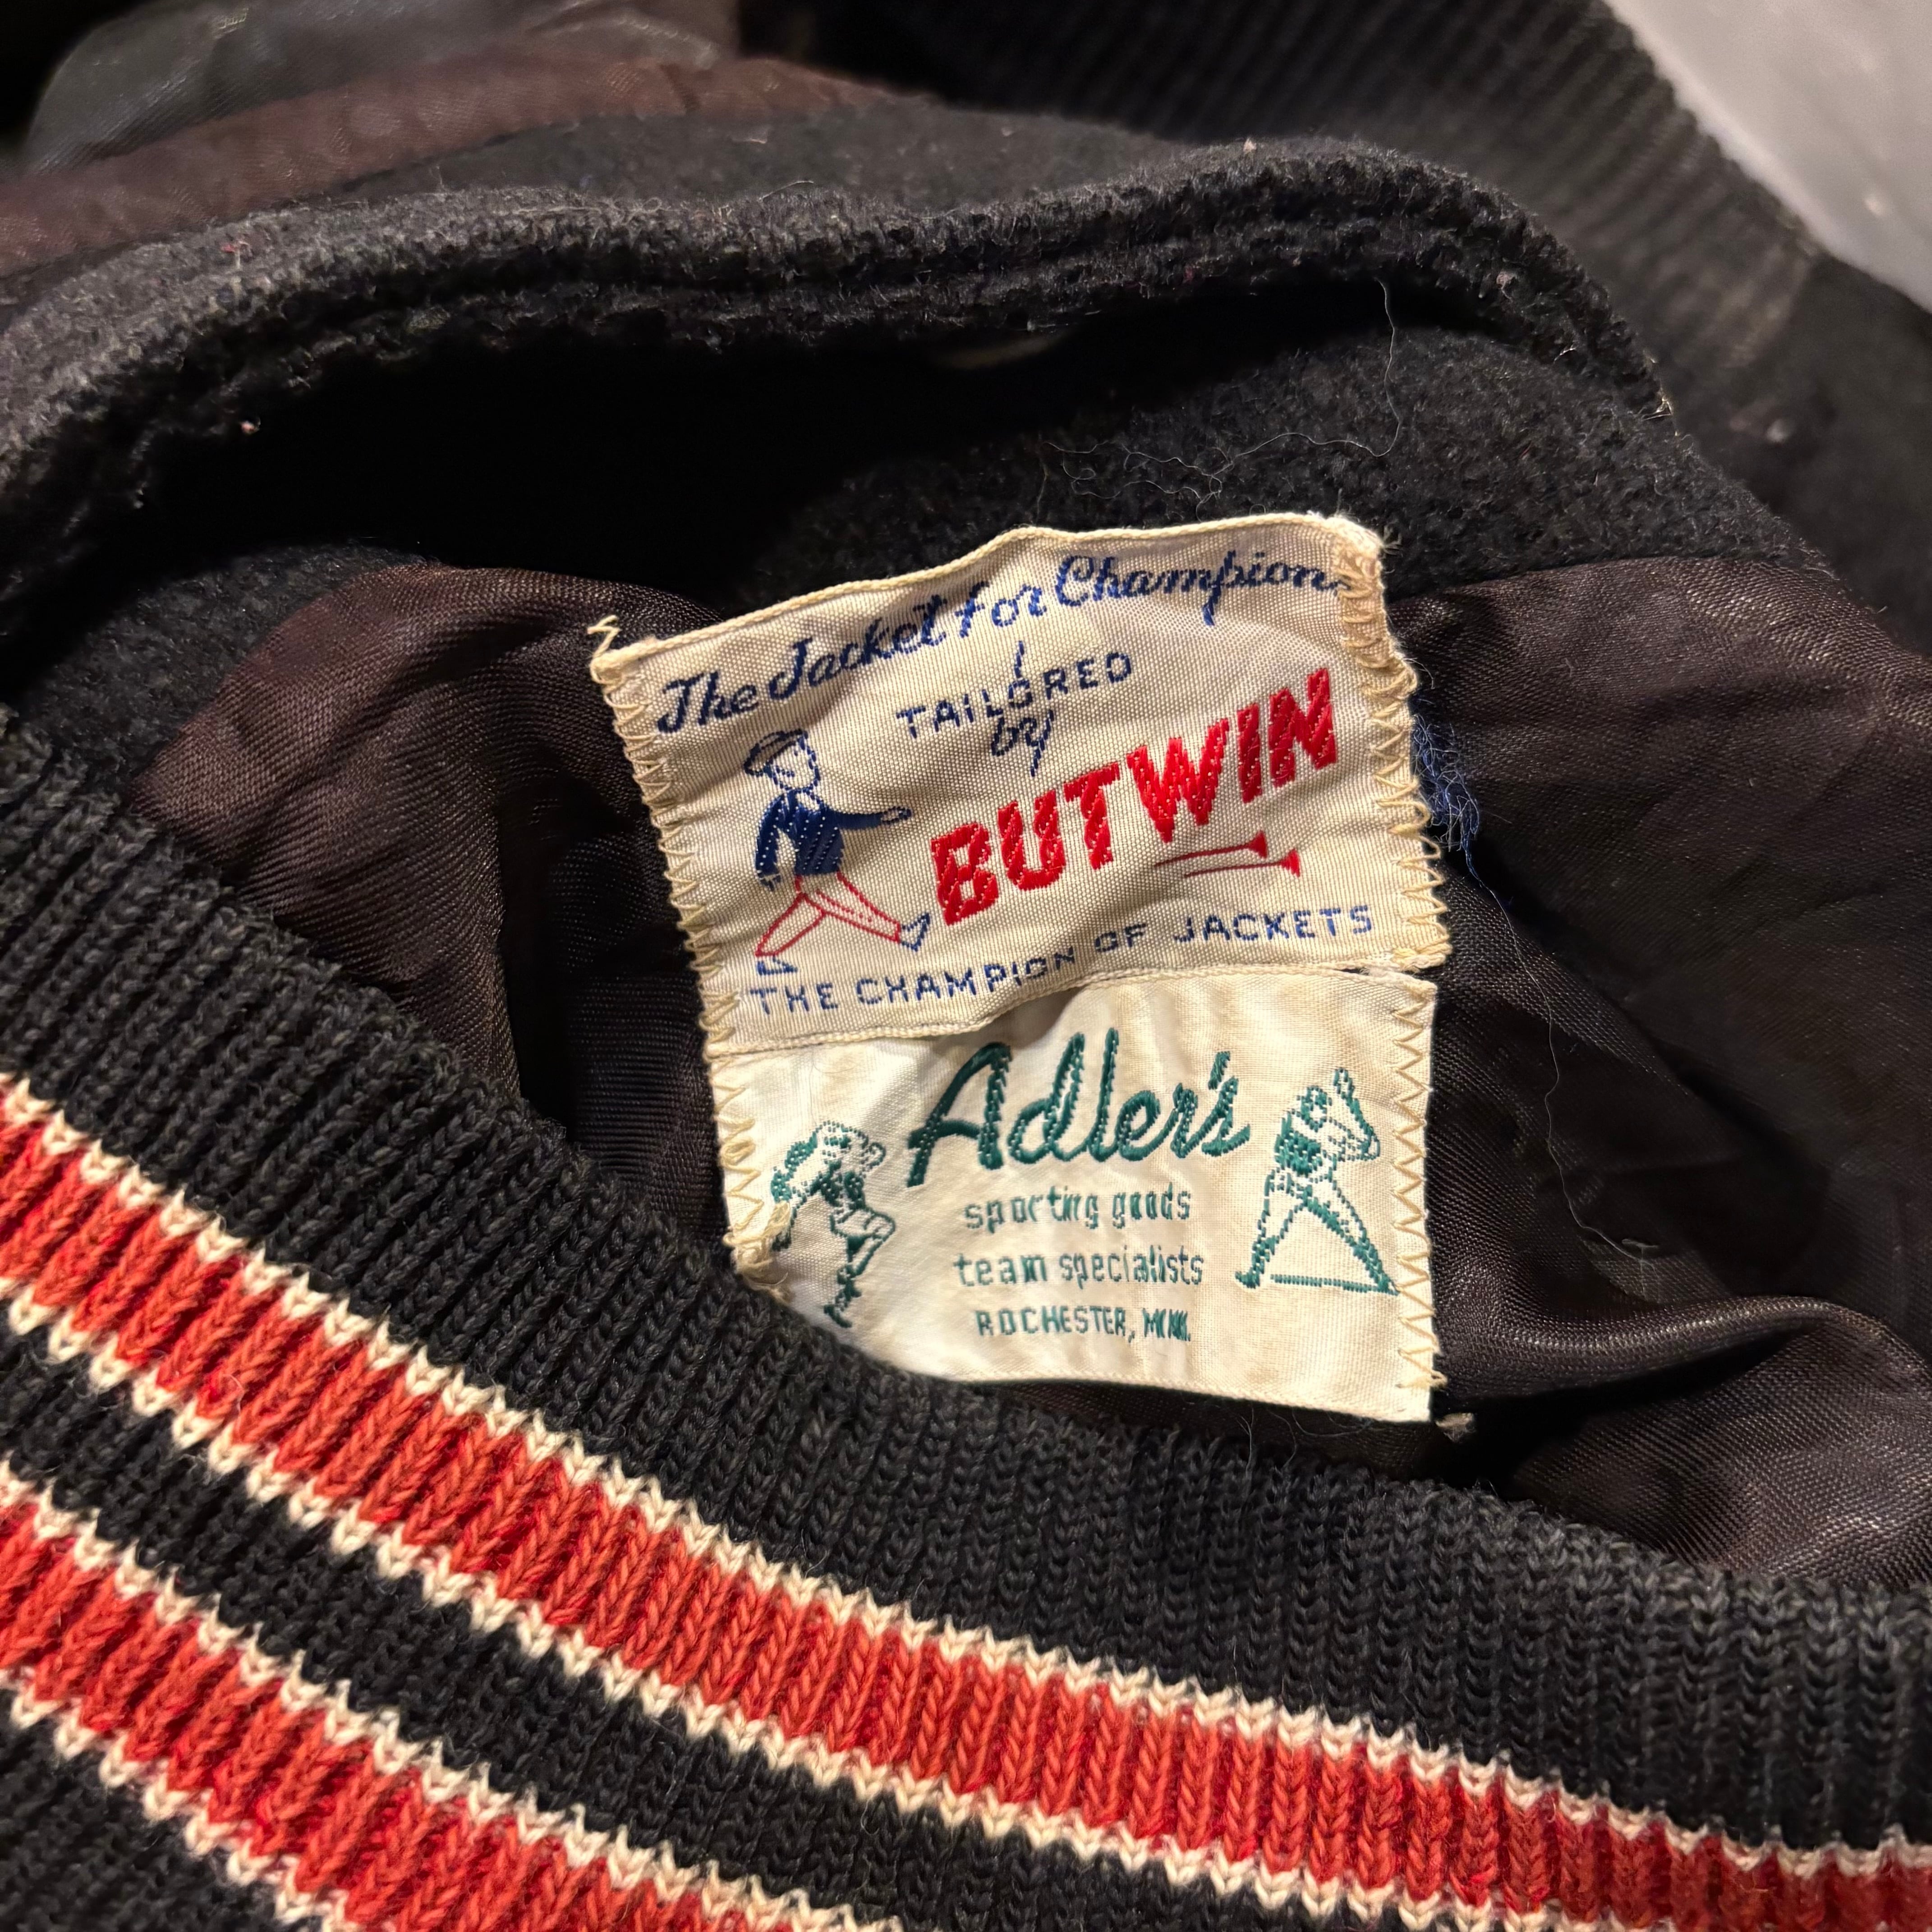 The Jacket for Champions
TAILORED
by
BUTWIN
THE CHAMPION OF JACKETS
Adler's
sporting goods
team specialists
ROCHESTER, MINN.